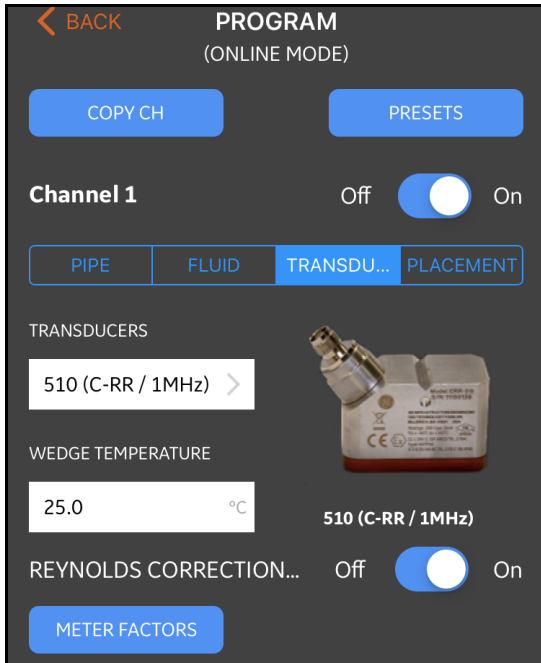 BACK
PROGRAM
(ONLINE MODE)
COPY CH
PRESETS
Channel 1
Off
On
PIPE
FLUID
TRANSDU...
PLACEMENT
TRANSDUCERS
510 (C-RR / 1MHz)
WEDGE TEMPERATURE
25.0
°C
510 (C-RR / 1MHz)
REYNOLDS CORRECTION...
Off
On
METER FACTORS